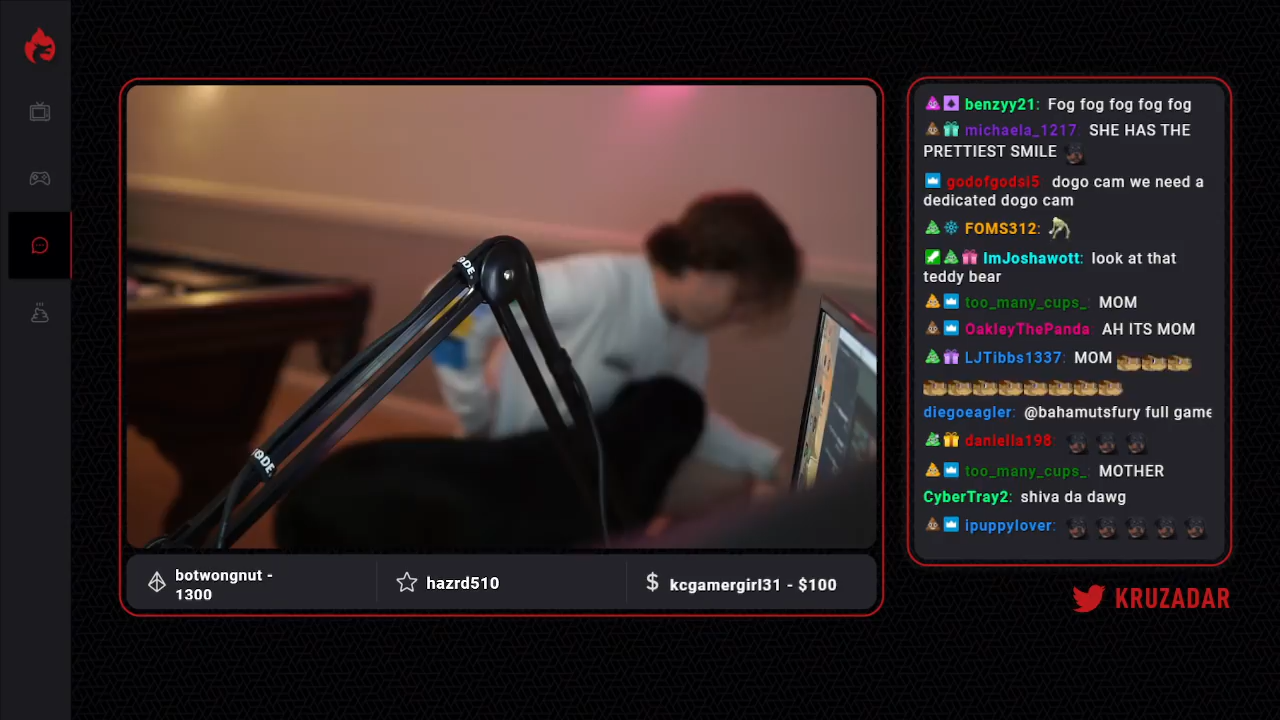 benzyy21: Fog fog fog fog fog
michaela_1217 SHE HAS THE
PRETTIEST SMILE
godofgodsi5 dogo cam we need a
dedicated dogo cam
FOMS312:
ImJoshawott: look at that
teddy bear
too_many_cups_: MOM
OakleyThePanda AH ITS MOM
LJTibbs1337: MOM
diegoeagler: @bahamutsfury full game
daniella198:
too_many_cups_: MOTHER
CyberTray2: shiva da dawg
ipuppylover:
ODE.
ODE.
botwongnut -
1300
hazrd510
$ kcgamergirl31 - $100
KRUZADAR